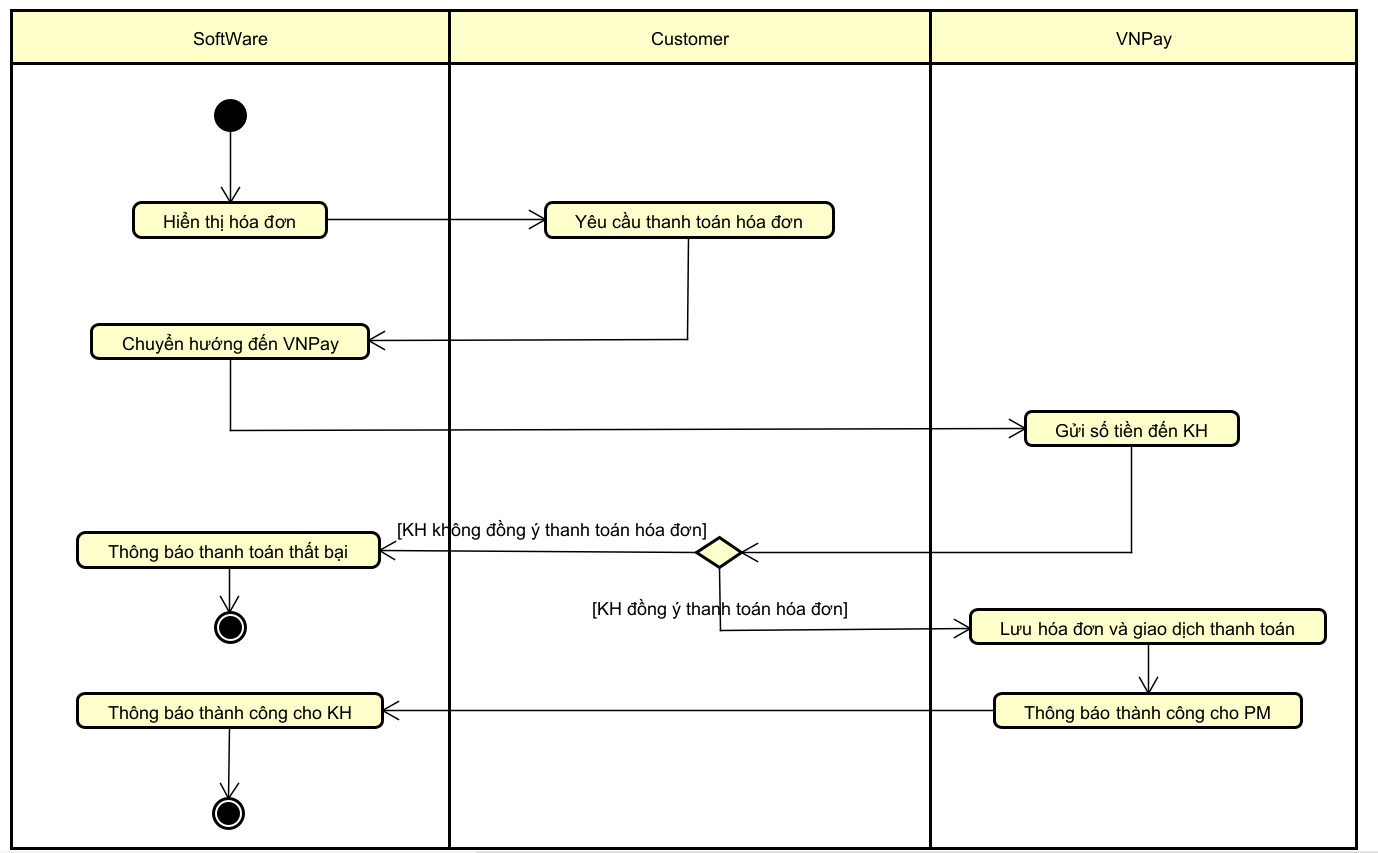 SoftWare
Customer
VNPay
Hiển thị hóa đơn
Yêu cầu thanh toán hóa đơn
Chuyển hướng đến VNPay
Gửi số tiền đến KH
[KH không đồng ý thanh toán hóa đơn]
Thông báo thanh toán thất bại
[KH đồng ý thanh toán hóa đơn]
Lưu hóa đơn và giao dịch thanh toán
Thông báo thành công cho KH
Thông báo thành công cho PM